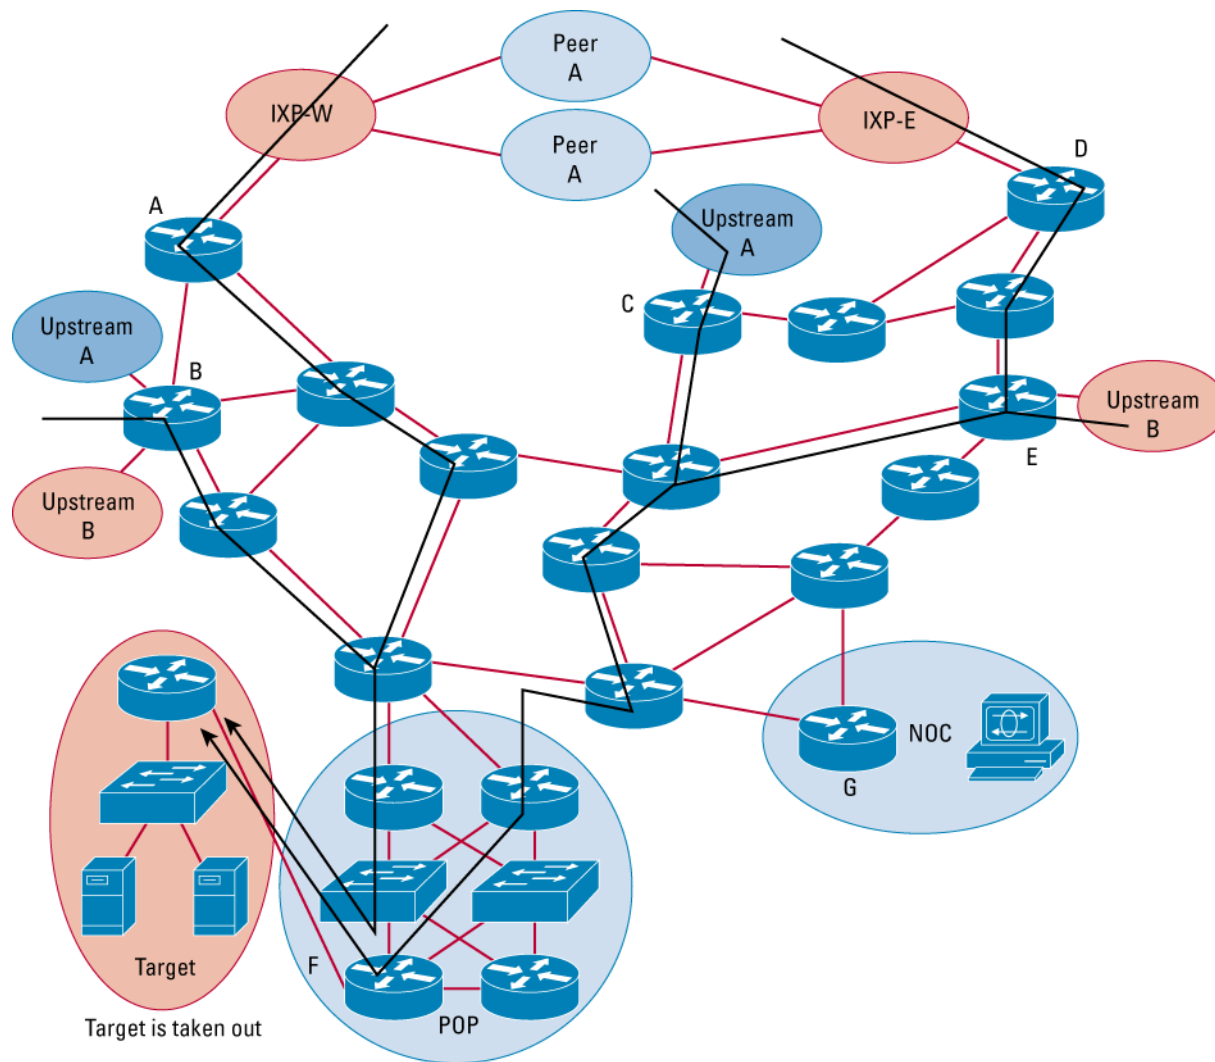 Peer
A
IXP-W
IXP-E
Peer
A
D
A
Upstream
A
C
Upstream
A
B
Upstream
B
E
Upstream
B
NOC
G
Target
F
POP
Target is taken out